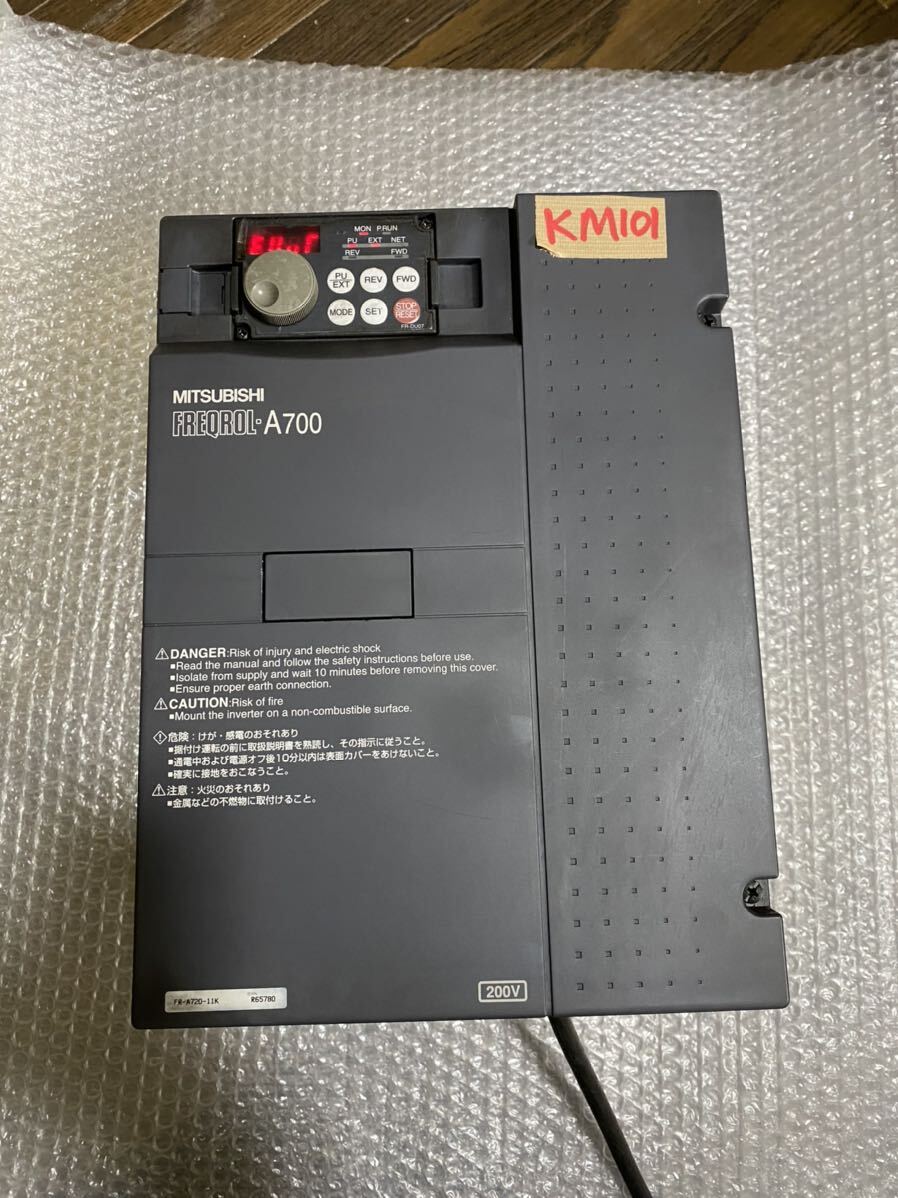 KM101
MON P.RUN
PU EXT NET
REV FWD
PU
EXT
REV
FWD
MODE
SET
STOP
RESET
FR-DU07
MITSUBISHI
FREQROL-A700
⚠DANGER:Risk of injury and electric shock
■Read the manual and follow the safety instructions before use.
■Isolate from supply and wait 10 minutes before removing this cover.
■Ensure proper earth connection.
⚠CAUTION:Risk of fire
■Mount the inverter on a non-combustible surface.
危険：けが・感電のおそれあり
■据付け運転の前に取扱説明書を熟読し、その指示に従うこと。
■通電中および電源オフ後10分以内は表面カバーをあけないこと。
■確実に接地をおこなうこと。
⚠注意：火災のおそれあり
■金属などの不燃物に取付けること。
FR-A720-11K R65780
200V